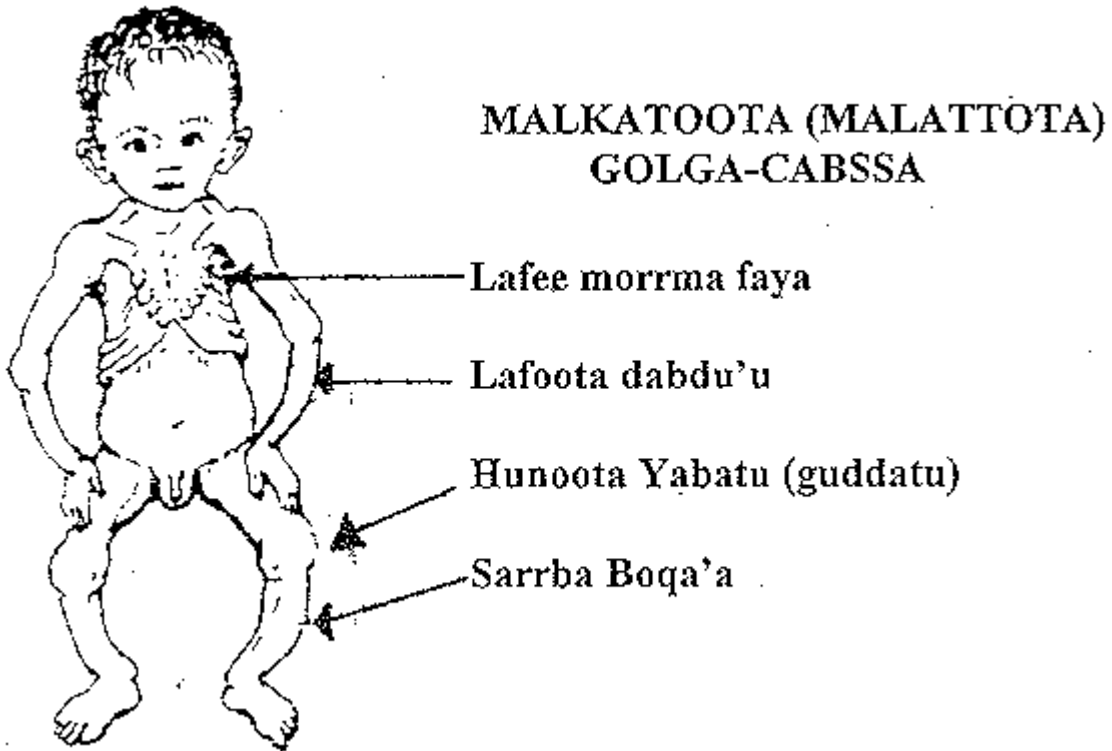 MALKATOOTA (MALATTOTA)
GOLGA-CABSSA
Lafee morrma faya
Lafoota dabdu'u
Hunoota Yabatu (guddatu)
Sarrba Boqa'a